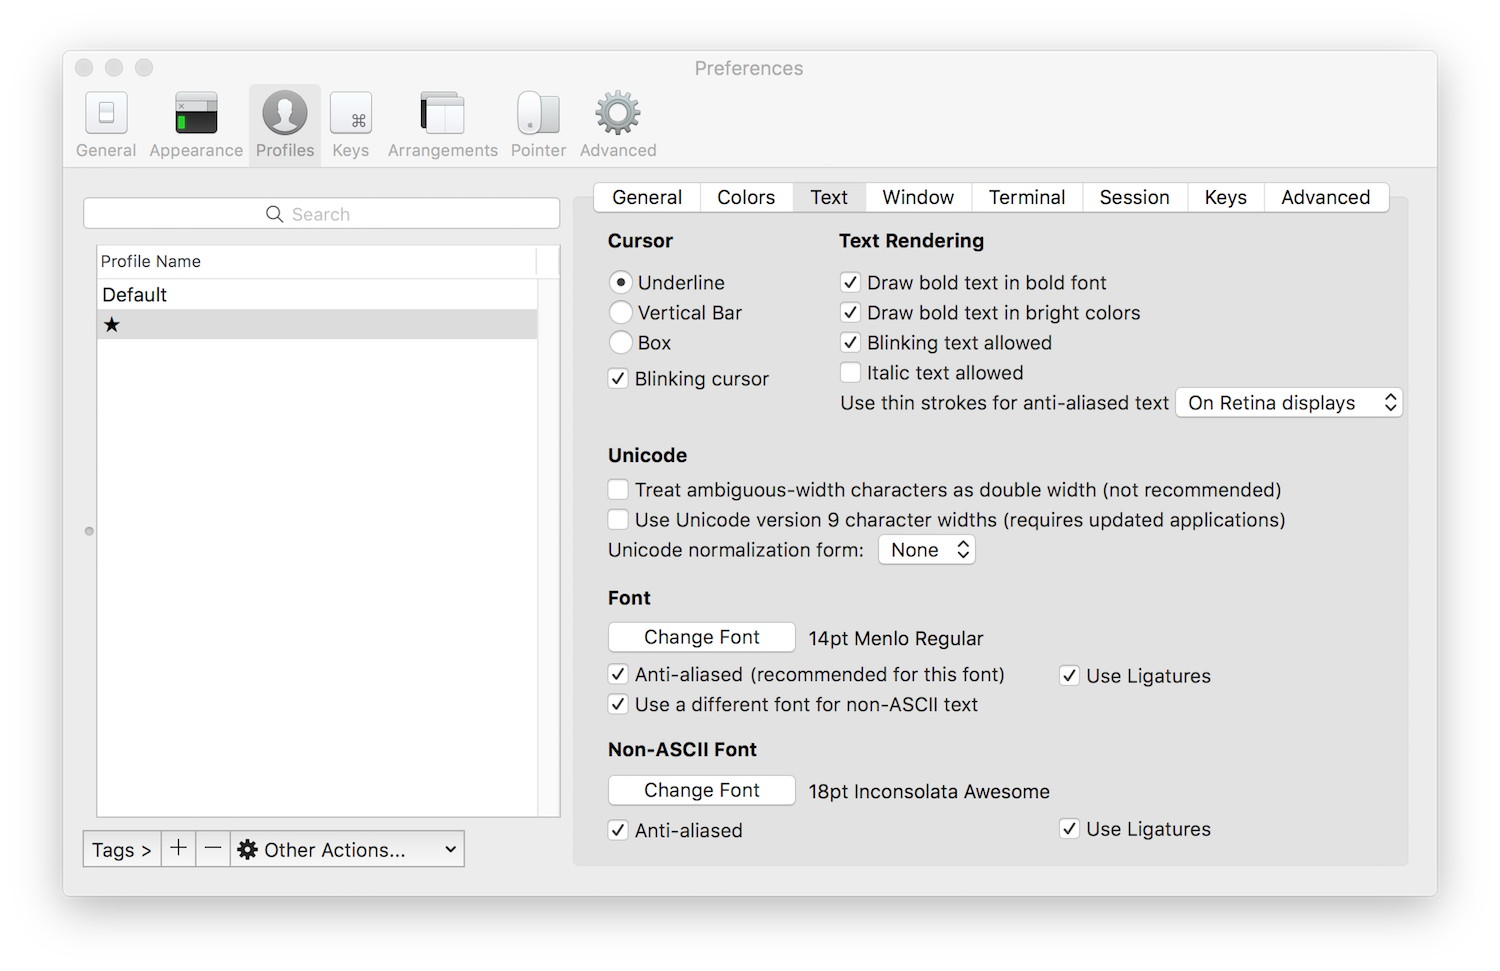 Preferences
General Appearance Profiles Keys Arrangements Pointer Advanced
Search
Profile Name
Default
★
Tags > + − Other Actions...
General Colors Text Window Terminal Session Keys Advanced
Cursor
Underline
Vertical Bar
Box
Blinking cursor
Text Rendering
Draw bold text in bold font
Draw bold text in bright colors
Blinking text allowed
Italic text allowed
Use thin strokes for anti-aliased text On Retina displays
Unicode
Treat ambiguous-width characters as double width (not recommended)
Use Unicode version 9 character widths (requires updated applications)
Unicode normalization form: None
Font
Change Font 14pt Menlo Regular
Anti-aliased (recommended for this font) Use Ligatures
Use a different font for non-ASCII text
Non-ASCII Font
Change Font 18pt Inconsolata Awesome
Anti-aliased Use Ligatures